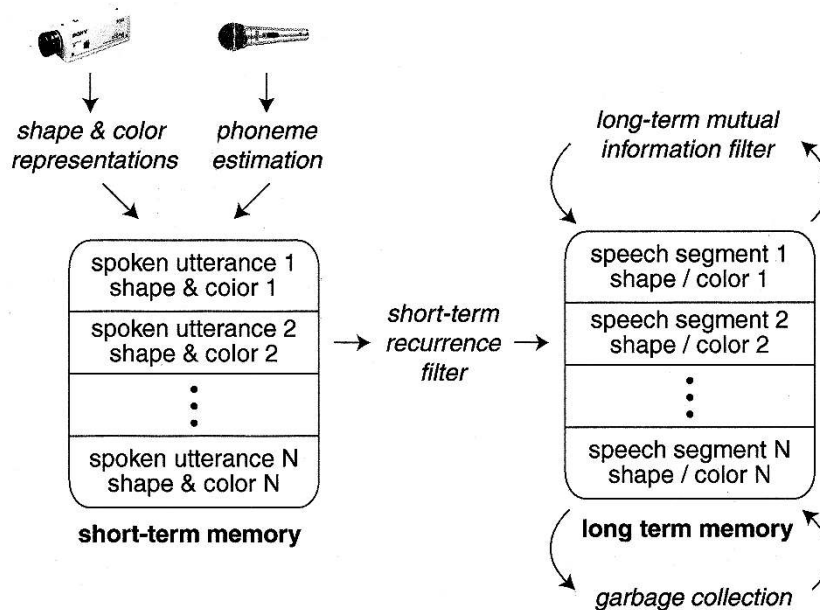 SONY
shape & color
representations
phoneme
estimation
spoken utterance 1
shape & color 1
spoken utterance 2
shape & color 2
spoken utterance N
shape & color N
short-term memory
short-term
recurrence
filter
long-term mutual
information filter
speech segment 1
shape / color 1
speech segment 2
shape / color 2
speech segment N
shape / color N
long term memory
garbage collection